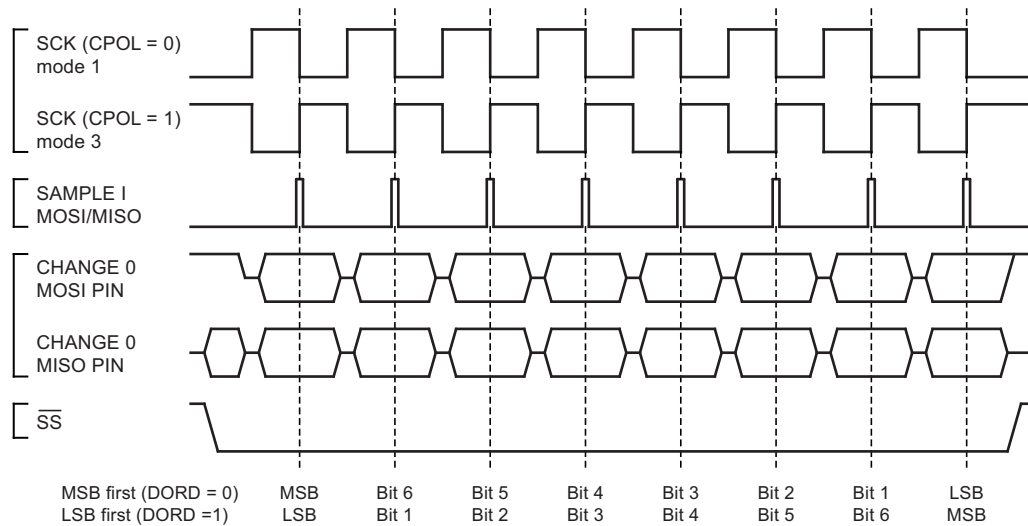 SCK (CPOL = 0)
mode 1
SCK (CPOL = 1)
mode 3
SAMPLE I
MOSI/MISO
CHANGE 0
MOSI PIN
CHANGE 0
MISO PIN
SS
MSB first (DORD = 0) MSB Bit 6 Bit 5 Bit 4 Bit 3 Bit 2 Bit 1 LSB
LSB first (DORD =1) LSB Bit 1 Bit 2 Bit 3 Bit 4 Bit 5 Bit 6 MSB